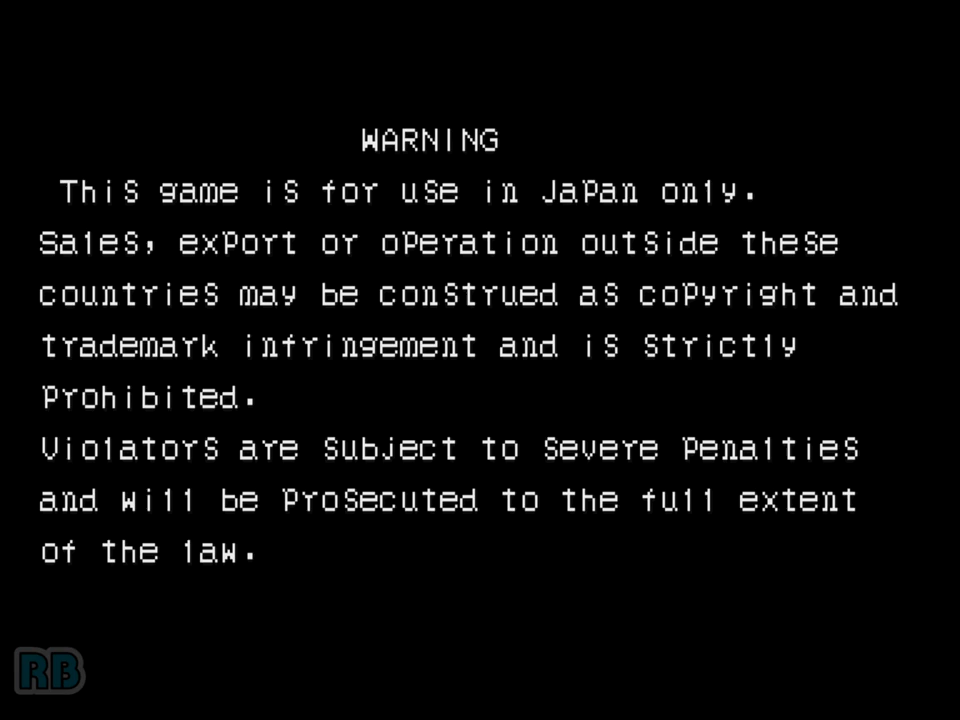 WARNING
This game is for use in Japan only.
Sales, export or operation outside these
countries may be construed as copyright and
trademark infringement and is strictly
prohibited.
Violators are subject to severe penalties
and will be prosecuted to the full extent
of the law.
RB